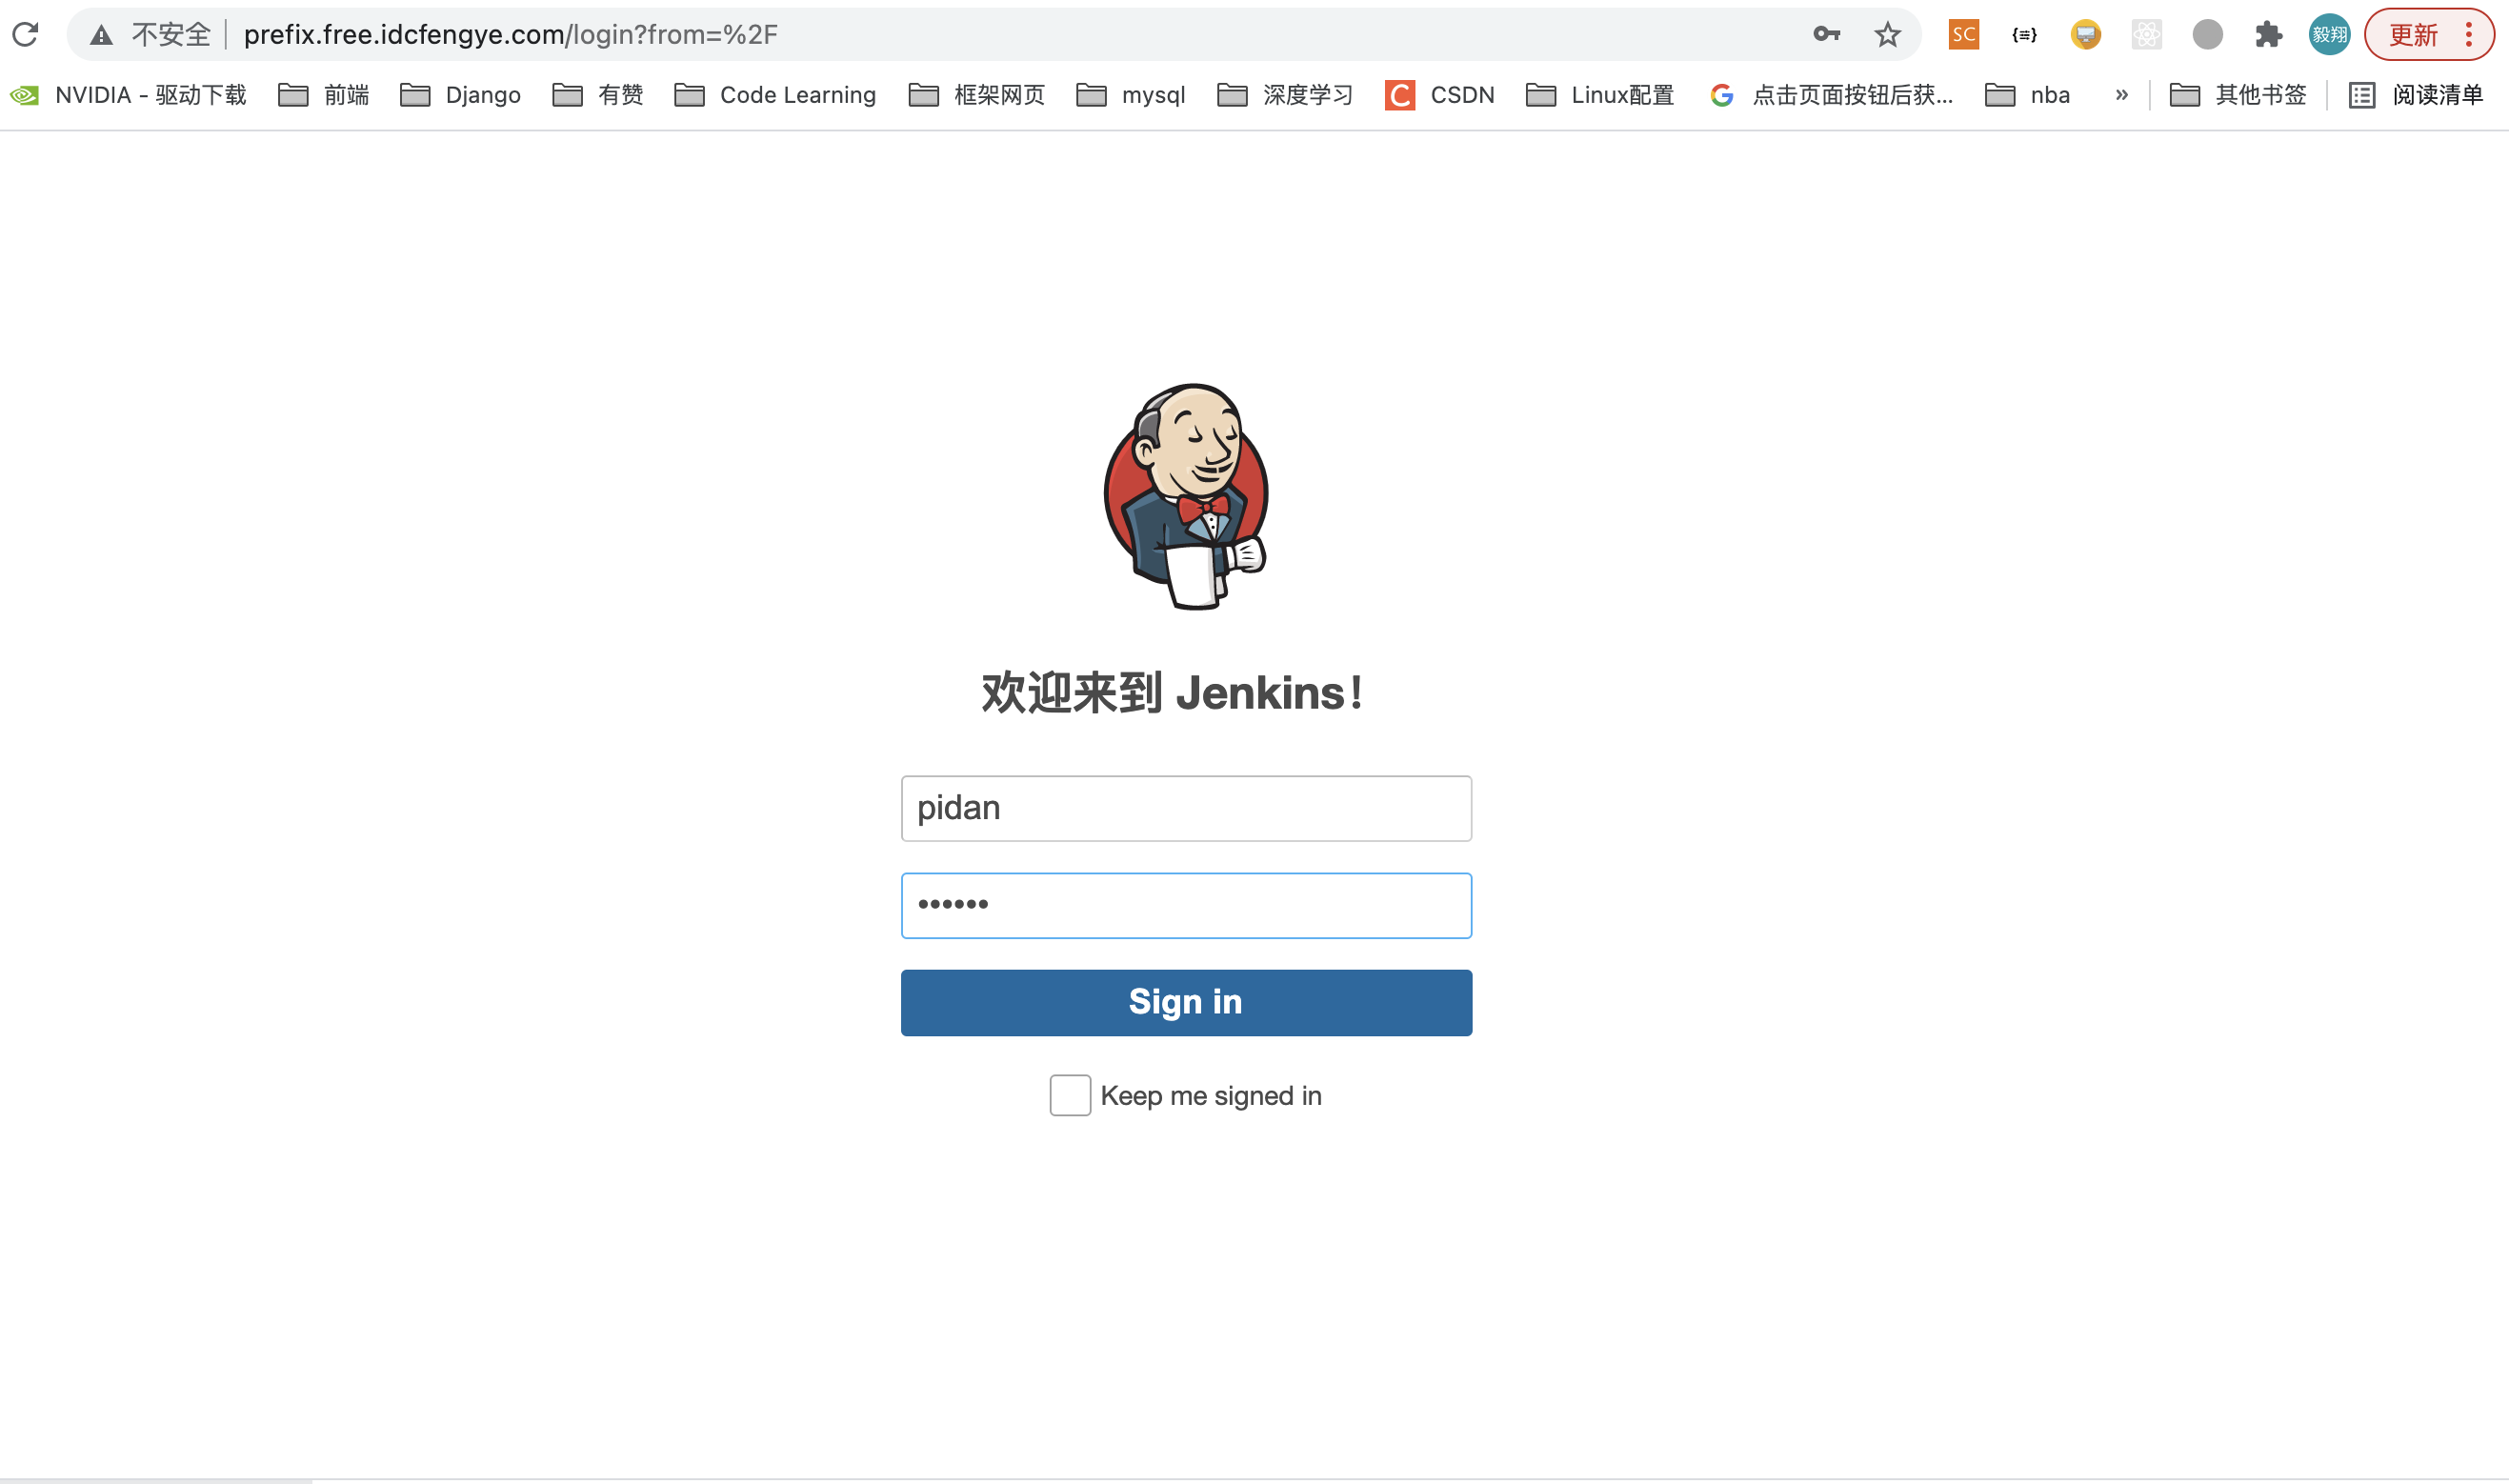 不安全 prefix.free.idcfengye.com/login?from=%2F SC {≡} 毅翔 更新
NVIDIA - 驱动下载 前端 Django 有赞 Code Learning 框架网页 mysql 深度学习 CSDN Linux配置 点击页面按钮后获... nba » 其他书签 阅读清单
欢迎来到 Jenkins！
pidan
••••••
Sign in
Keep me signed in